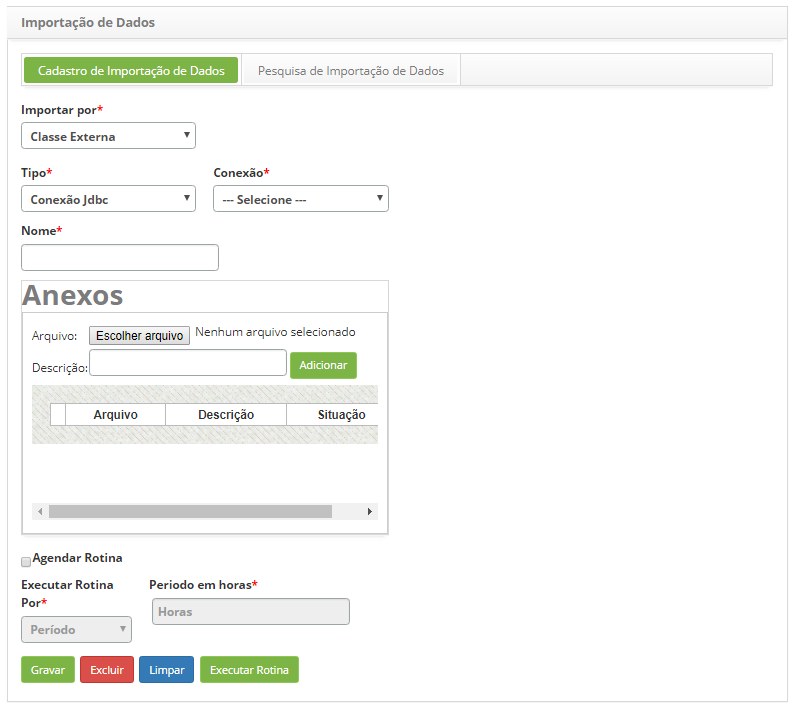 Importação de Dados
Cadastro de Importação de Dados Pesquisa de Importação de Dados
Importar por*
Classe Externa
Tipo* Conexão*
Conexão Jdbc --- Selecione ---
Nome*
Anexos
Arquivo: Escolher arquivo Nenhum arquivo selecionado
Descrição: Adicionar
Arquivo Descrição Situação
Agendar Rotina
Executar Rotina Por* Periodo em horas*
Período Horas
Gravar Excluir Limpar Executar Rotina